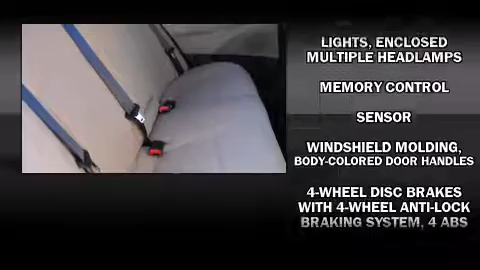 LIGHTS, ENCLOSED
MULTIPLE HEADLAMPS
MEMORY CONTROL
SENSOR
WINDSHIELD MOLDING,
BODY-COLORED DOOR HANDLES
4-WHEEL DISC BRAKES
WITH 4-WHEEL ANTI-LOCK
BRAKING SYSTEM, 4 ABS